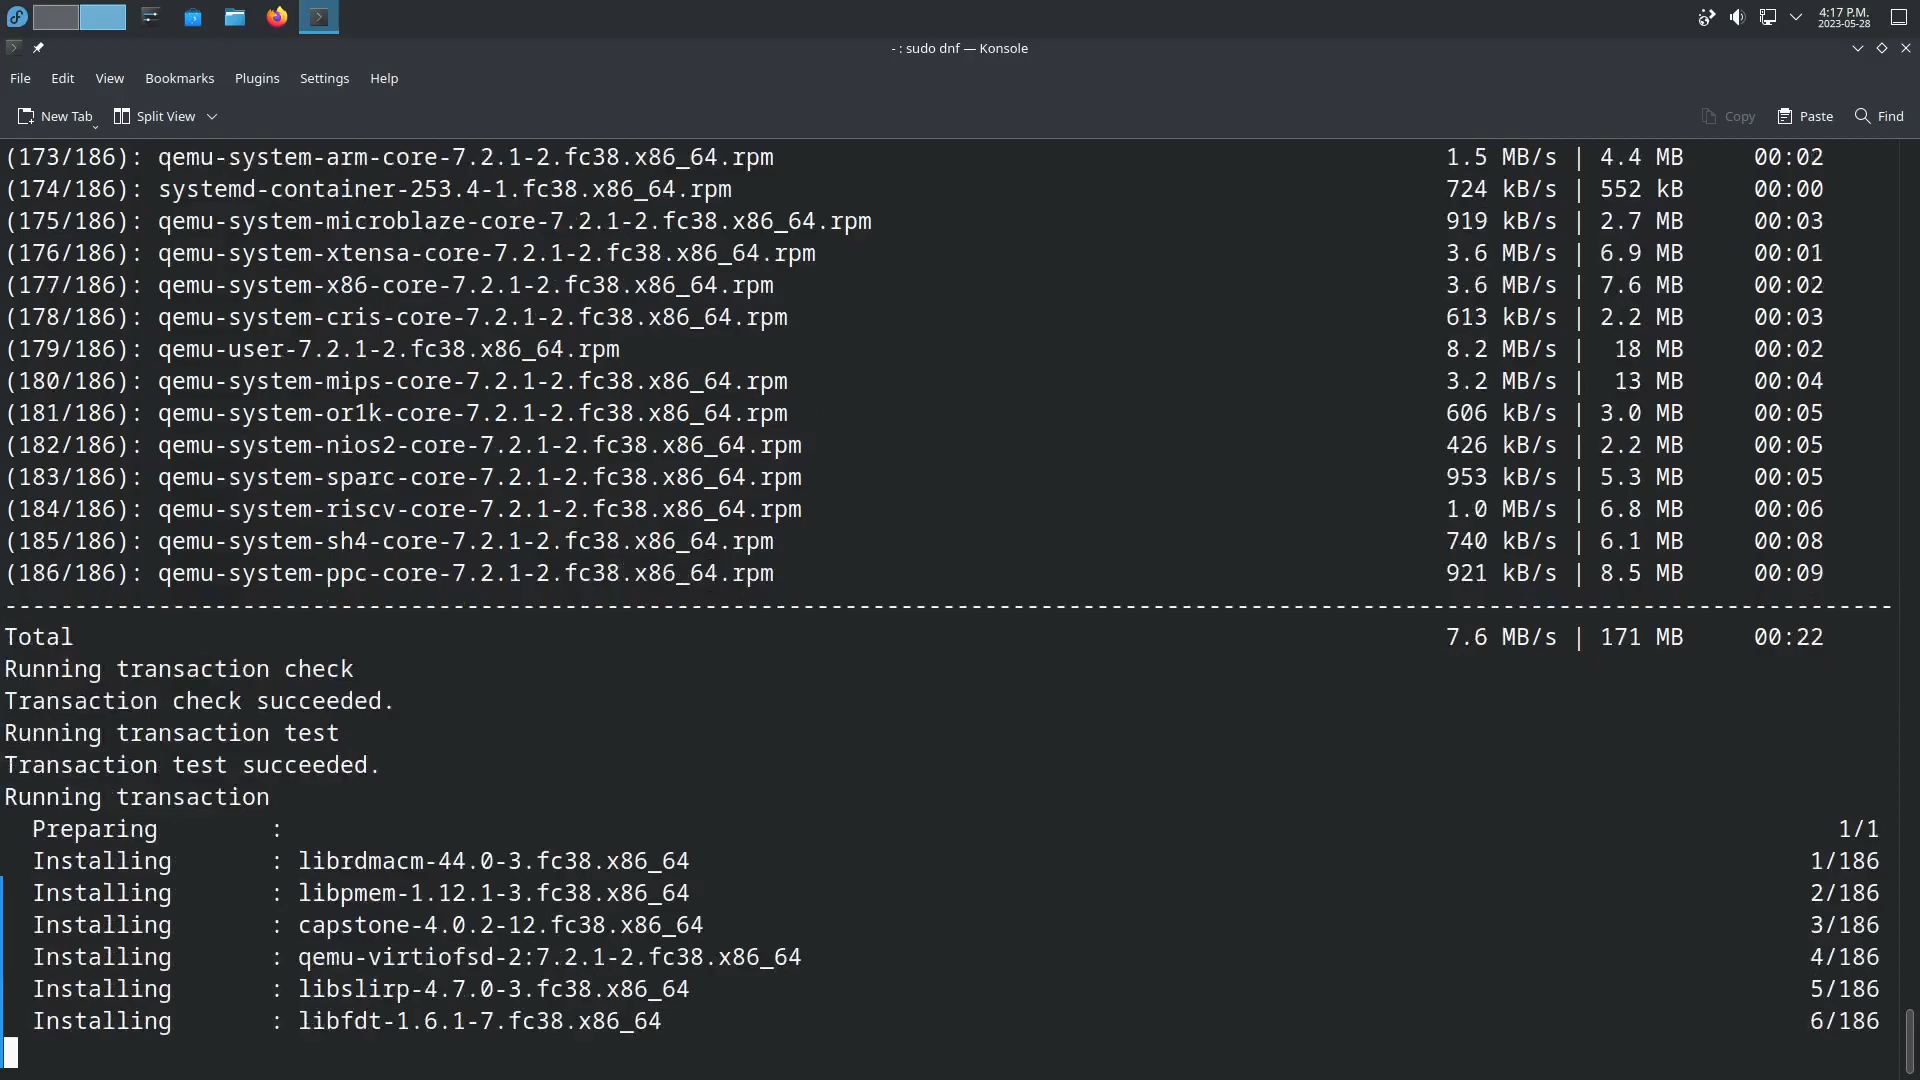 4:17 P.M.
2023-05-28
- : sudo dnf — Konsole
File Edit View Bookmarks Plugins Settings Help
New Tab Split View Copy Paste Find
(173/186): qemu-system-arm-core-7.2.1-2.fc38.x86_64.rpm 1.5 MB/s | 4.4 MB 00:02
(174/186): systemd-container-253.4-1.fc38.x86_64.rpm 724 kB/s | 552 kB 00:00
(175/186): qemu-system-microblaze-core-7.2.1-2.fc38.x86_64.rpm 919 kB/s | 2.7 MB 00:03
(176/186): qemu-system-xtensa-core-7.2.1-2.fc38.x86_64.rpm 3.6 MB/s | 6.9 MB 00:01
(177/186): qemu-system-x86-core-7.2.1-2.fc38.x86_64.rpm 3.6 MB/s | 7.6 MB 00:02
(178/186): qemu-system-cris-core-7.2.1-2.fc38.x86_64.rpm 613 kB/s | 2.2 MB 00:03
(179/186): qemu-user-7.2.1-2.fc38.x86_64.rpm 8.2 MB/s | 18 MB 00:02
(180/186): qemu-system-mips-core-7.2.1-2.fc38.x86_64.rpm 3.2 MB/s | 13 MB 00:04
(181/186): qemu-system-or1k-core-7.2.1-2.fc38.x86_64.rpm 606 kB/s | 3.0 MB 00:05
(182/186): qemu-system-nios2-core-7.2.1-2.fc38.x86_64.rpm 426 kB/s | 2.2 MB 00:05
(183/186): qemu-system-sparc-core-7.2.1-2.fc38.x86_64.rpm 953 kB/s | 5.3 MB 00:05
(184/186): qemu-system-riscv-core-7.2.1-2.fc38.x86_64.rpm 1.0 MB/s | 6.8 MB 00:06
(185/186): qemu-system-sh4-core-7.2.1-2.fc38.x86_64.rpm 740 kB/s | 6.1 MB 00:08
(186/186): qemu-system-ppc-core-7.2.1-2.fc38.x86_64.rpm 921 kB/s | 8.5 MB 00:09
---------------------------------------------------------------------------------------------------------------------------------------
Total 7.6 MB/s | 171 MB 00:22
Running transaction check
Transaction check succeeded.
Running transaction test
Transaction test succeeded.
Running transaction
Preparing : 1/1
Installing : librdmacm-44.0-3.fc38.x86_64 1/186
Installing : libpmem-1.12.1-3.fc38.x86_64 2/186
Installing : capstone-4.0.2-12.fc38.x86_64 3/186
Installing : qemu-virtiofsd-2:7.2.1-2.fc38.x86_64 4/186
Installing : libslirp-4.7.0-3.fc38.x86_64 5/186
Installing : libfdt-1.6.1-7.fc38.x86_64 6/186